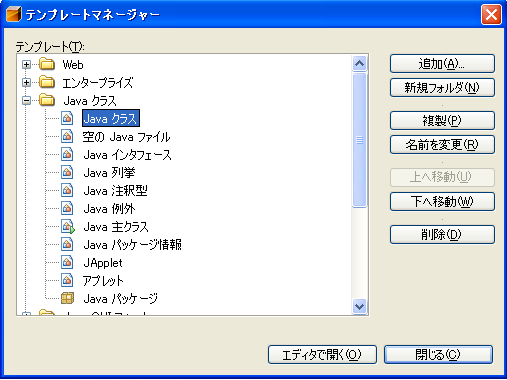 テンプレートマネージャー
テンプレート(T):
Web
エンタープライズ
Java クラス
Java クラス
空の Java ファイル
Java インタフェース
Java 列挙
Java 注釈型
Java 例外
Java 主クラス
Java パッケージ情報
JApplet
アプレット
Java パッケージ
追加(A)...
新規フォルダ(N)
複製(P)
名前を変更(R)
上へ移動(U)
下へ移動(W)
削除(D)
エディタで開く(O)
閉じる(C)